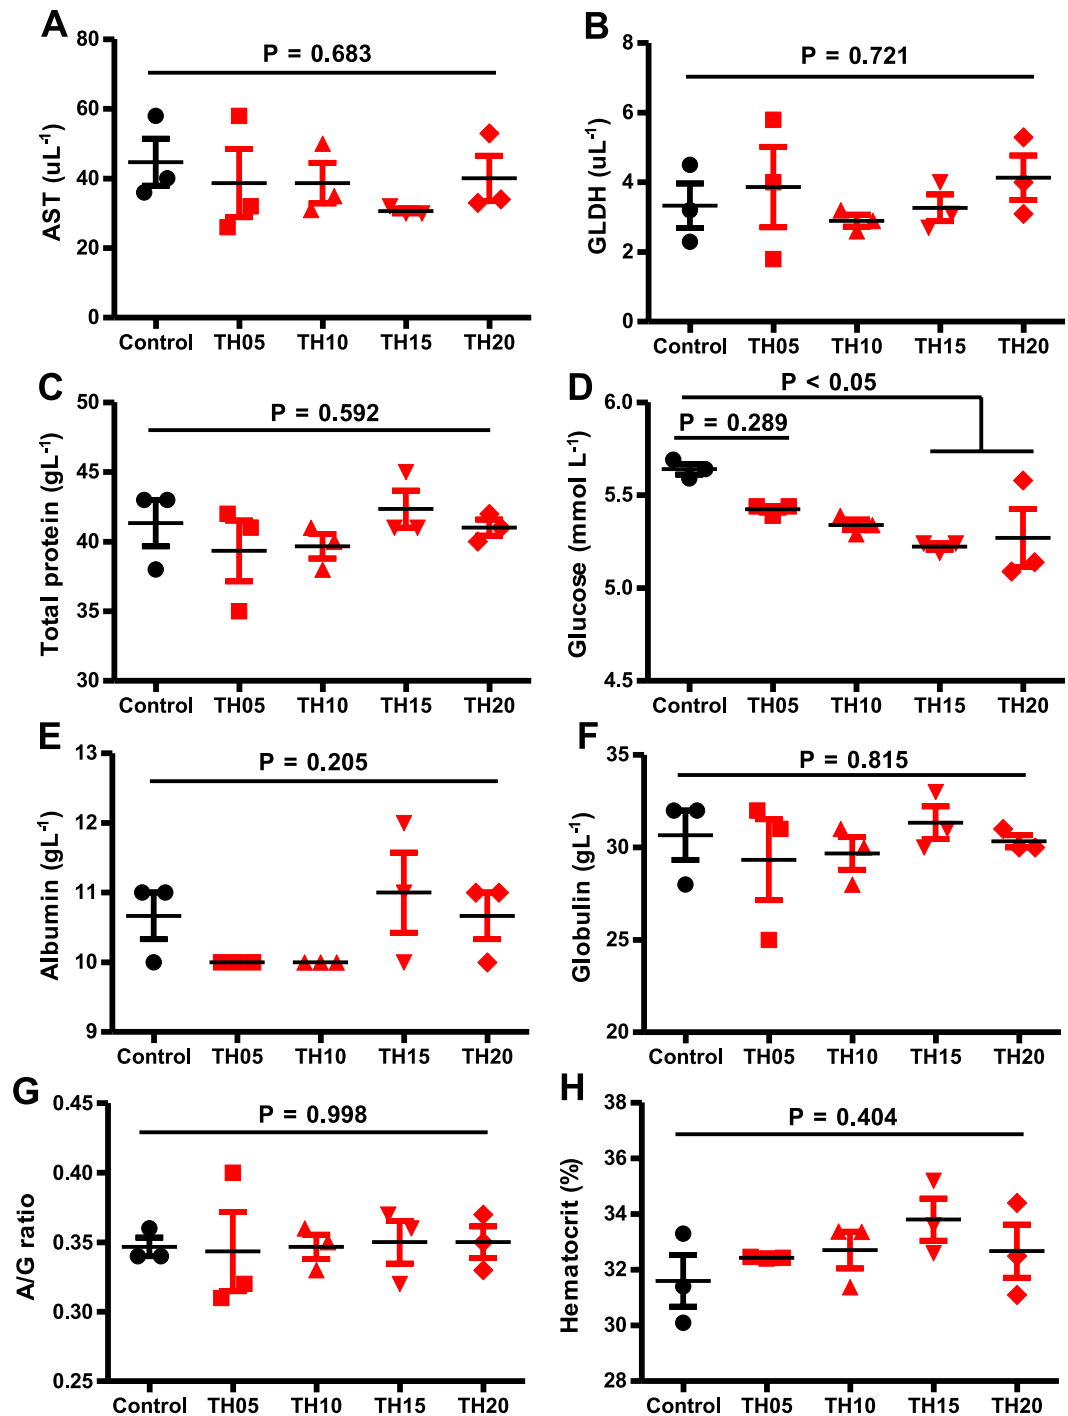 A
P = 0.683
AST (uL-1)
80
60
40
20
0
Control TH05 TH10 TH15 TH20
B
P = 0.721
GLDH (uL-1)
8
6
4
2
0
Control TH05 TH10 TH15 TH20
C
P = 0.592
Total protein (gL-1)
50
45
40
35
30
Control TH05 TH10 TH15 TH20
D
P < 0.05
P = 0.289
Glucose (mmol L-1)
6.0
5.5
5.0
4.5
Control TH05 TH10 TH15 TH20
E
P = 0.205
Albumin (gL-1)
13
12
11
10
9
Control TH05 TH10 TH15 TH20
F
P = 0.815
Globulin (gL-1)
35
30
25
20
Control TH05 TH10 TH15 TH20
G
P = 0.998
A/G ratio
0.45
0.40
0.35
0.30
0.25
Control TH05 TH10 TH15 TH20
H
P = 0.404
Hematocrit (%)
38
36
34
32
30
28
Control TH05 TH10 TH15 TH20